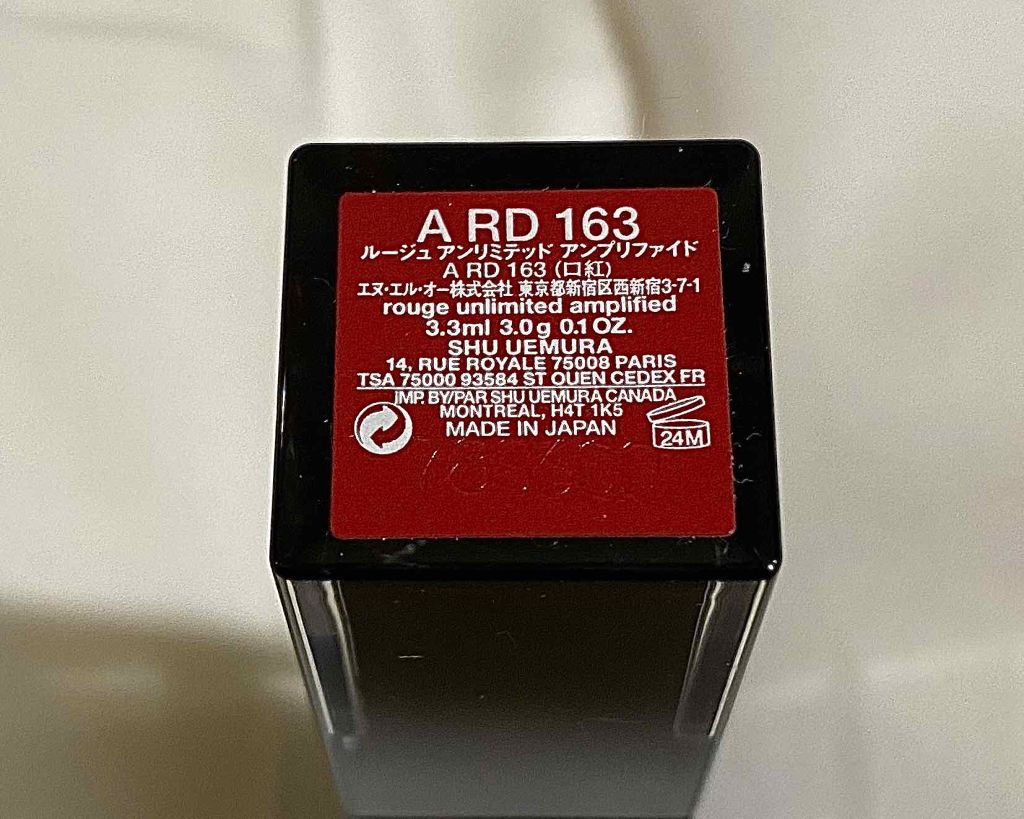 A RD 163
ルージュ アンリミテッド アンプリファイド
A RD 163 (口紅)
エヌ・エル・オー株式会社 東京都新宿区西新宿3-7-1
rouge unlimited amplified
3.3ml 3.0g 0.1 OZ.
SHU UEMURA
14, RUE ROYALE 75008 PARIS
TSA 75000 93584 ST OUEN CEDEX FR
IMP. BY/PAR SHU UEMURA CANADA
MONTREAL, H4T 1K5
MADE IN JAPAN
24M